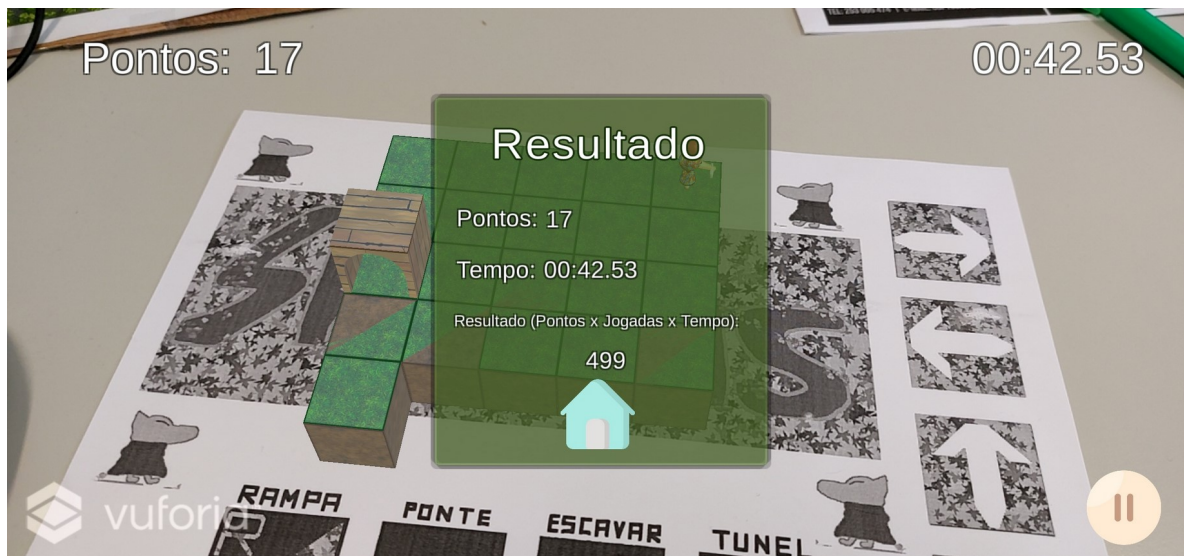 Pontos: 17
00:42.53
Resultado
Pontos: 17
Tempo: 00:42.53
Resultado (Pontos x Jogadas x Tempo):
499
vuforia
RAMPA
PONTE
ESCAVAR
TUNEL